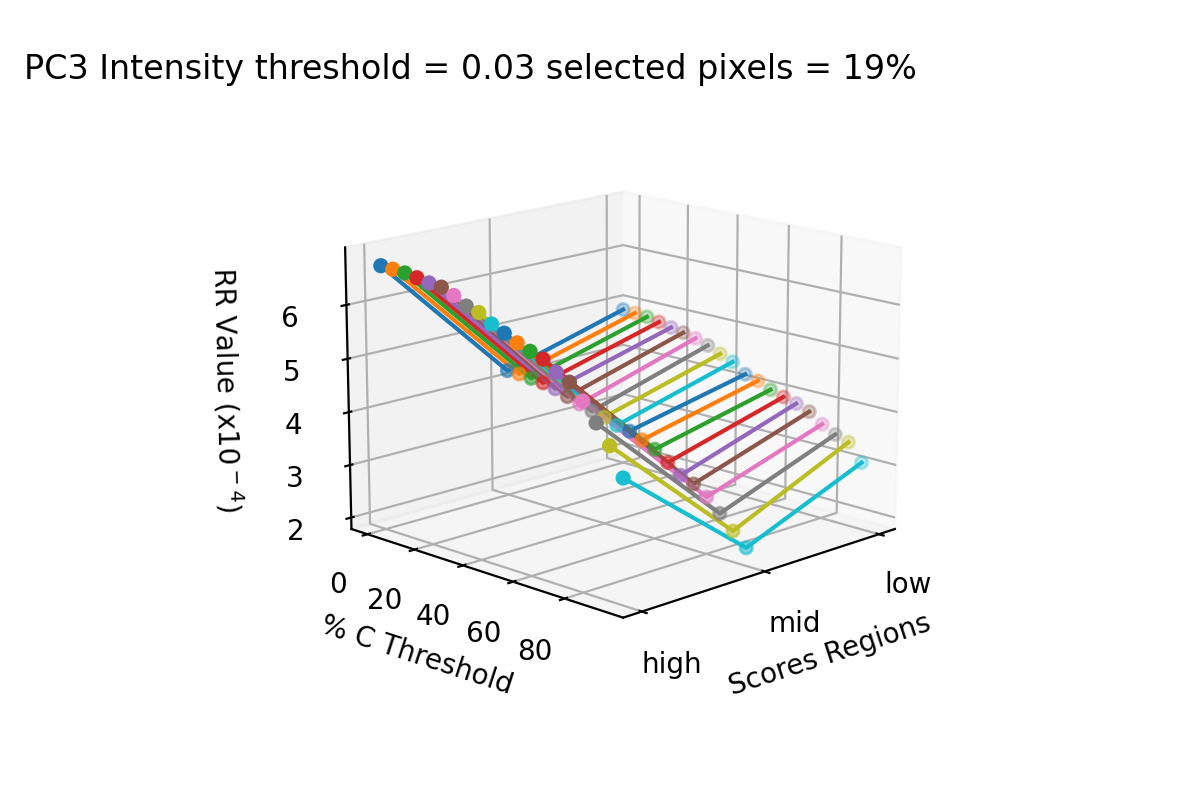 PC3 Intensity threshold = 0.03 selected pixels = 19%
RR Value (x10⁻⁴)
6
5
4
3
2
0
20
40
60
80
% C Threshold
high
mid
low
Scores Regions